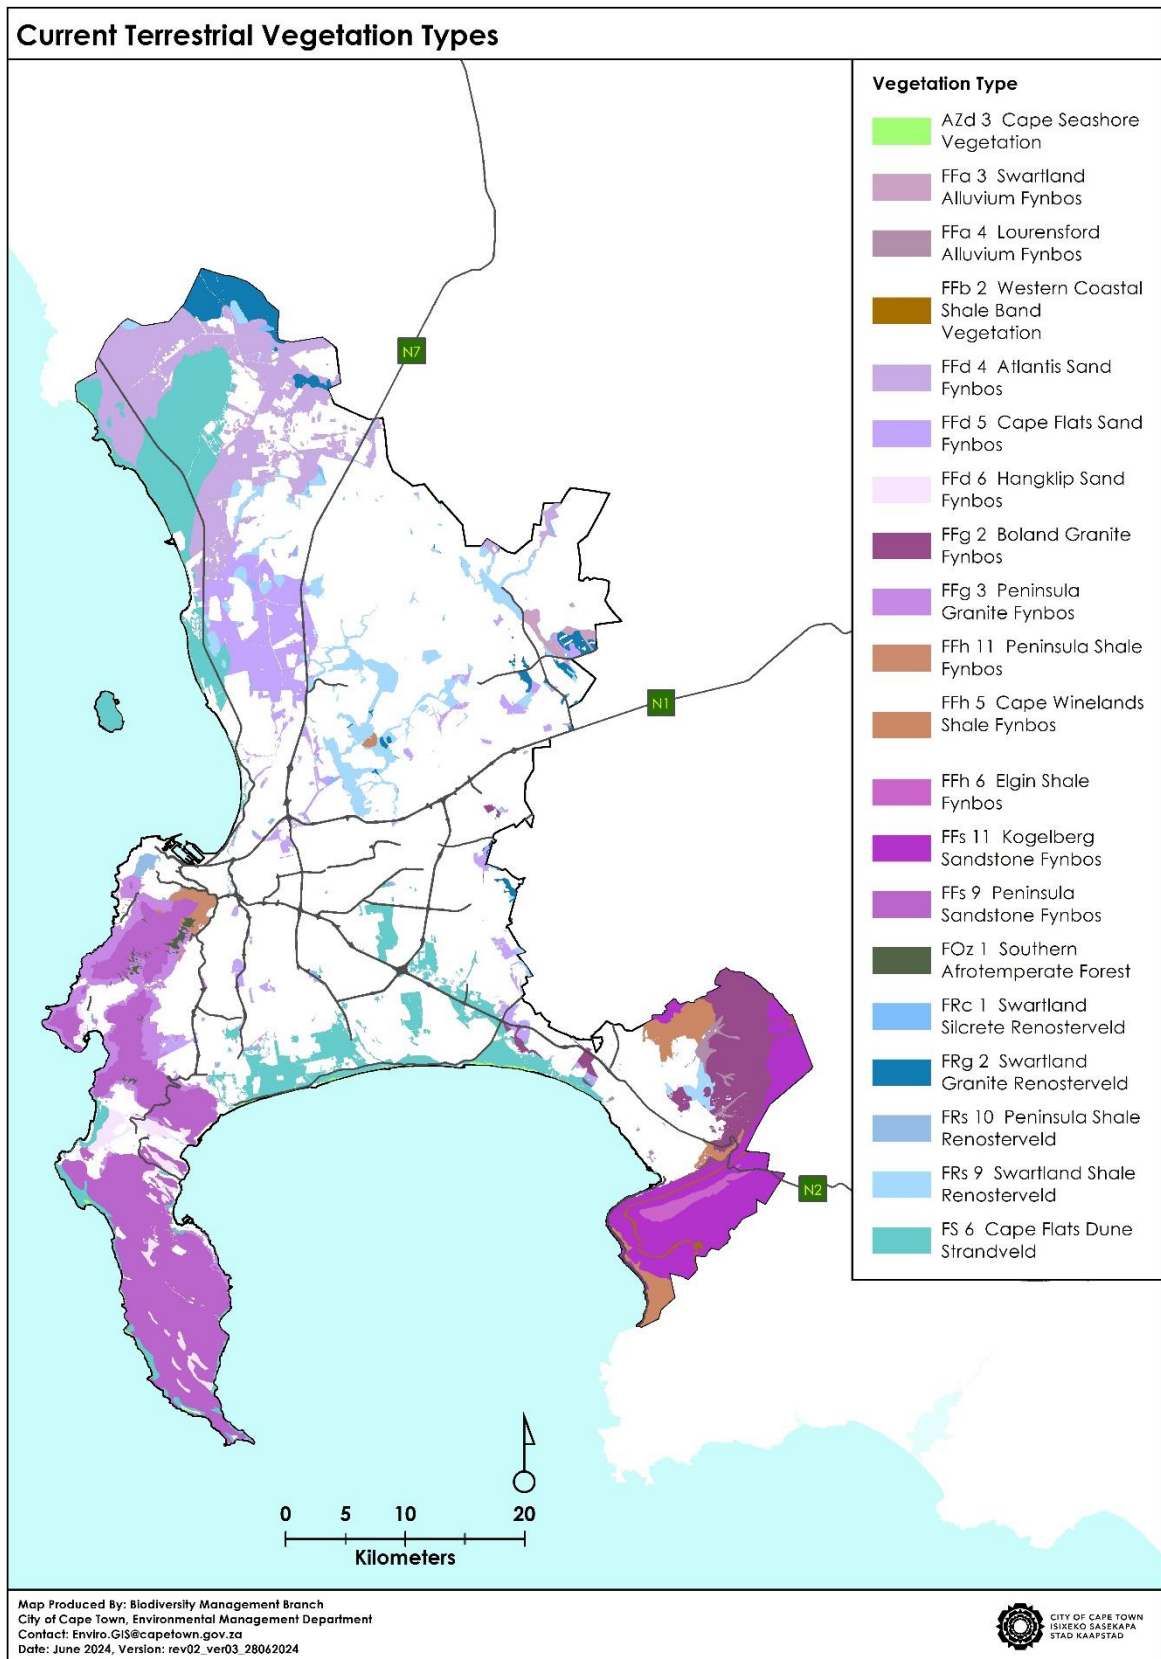 Current Terrestrial Vegetation Types
Vegetation Type
AZd 3 Cape Seashore
Vegetation
FFa 3 Swartland
Alluvium Fynbos
FFa 4 Lourensford
Alluvium Fynbos
FFb 2 Western Coastal
Shale Band
Vegetation
FFd 4 Atlantis Sand
Fynbos
FFd 5 Cape Flats Sand
Fynbos
FFd 6 Hangklip Sand
Fynbos
FFg 2 Boland Granite
Fynbos
FFg 3 Peninsula
Granite Fynbos
FFh 11 Peninsula Shale
Fynbos
FFh 5 Cape Winelands
Shale Fynbos
FFh 6 Elgin Shale
Fynbos
FFs 11 Kogelberg
Sandstone Fynbos
FFs 9 Peninsula
Sandstone Fynbos
FOz 1 Southern
Afrotemperate Forest
FRc 1 Swartland
Silcrete Renosterveld
FRg 2 Swartland
Granite Renosterveld
FRs 10 Peninsula Shale
Renosterveld
FRs 9 Swartland Shale
Renosterveld
FS 6 Cape Flats Dune
Strandveld
N7
N1
N2
0 5 10 20
Kilometers
Map Produced By: Biodiversity Management Branch
City of Cape Town, Environmental Management Department
Contact: Enviro.GIS@capetown.gov.za
Date: June 2024, Version: rev02_ver03_28062024
CITY OF CAPE TOWN
ISIXEKO SASEKAPA
STAD KAAPSTAD